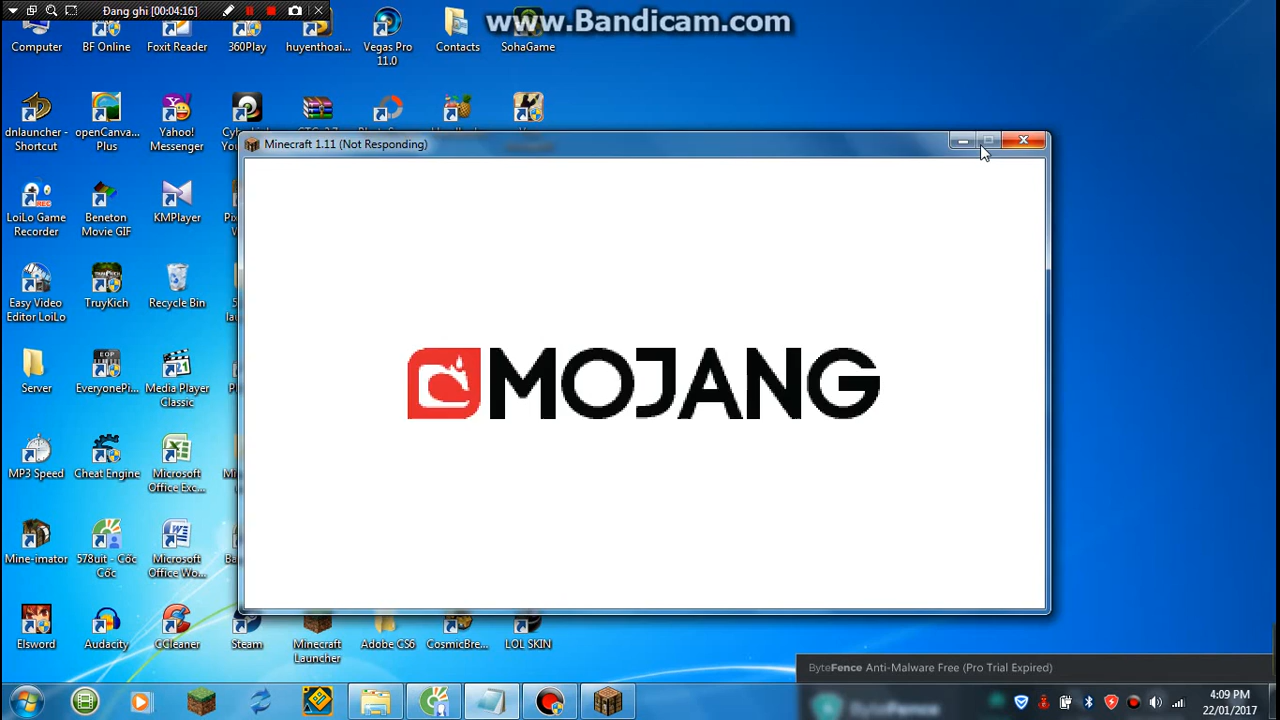 Đang ghi [00:04:16]
www.Bandicam.com
Computer
BF Online
Foxit Reader
360Play
huyenthoai...
Vegas Pro
11.0
Contacts
SohaGame
dnlauncher -
Shortcut
openCanva...
Plus
Yahoo!
Messenger
Minecraft 1.11 (Not Responding)
MOJANG
LoiLo Game
Recorder
Beneton
Movie GIF
KMPlayer
Easy Video
Editor LoiLo
TruyKich
Recycle Bin
Server
EOP
EveryonePi...
Media Player
Classic
MP3 Speed
Cheat Engine
Microsoft
Office Exc...
Mine-imator
578uit - Cốc
Cốc
Microsoft
Office Wo...
Elsword
Audacity
CCleaner
Steam
Minecraft
Launcher
Adobe CS6
CosmicBre...
LOL SKIN
ByteFence Anti-Malware Free (Pro Trial Expired)
ByteFence
4:09 PM
22/01/2017